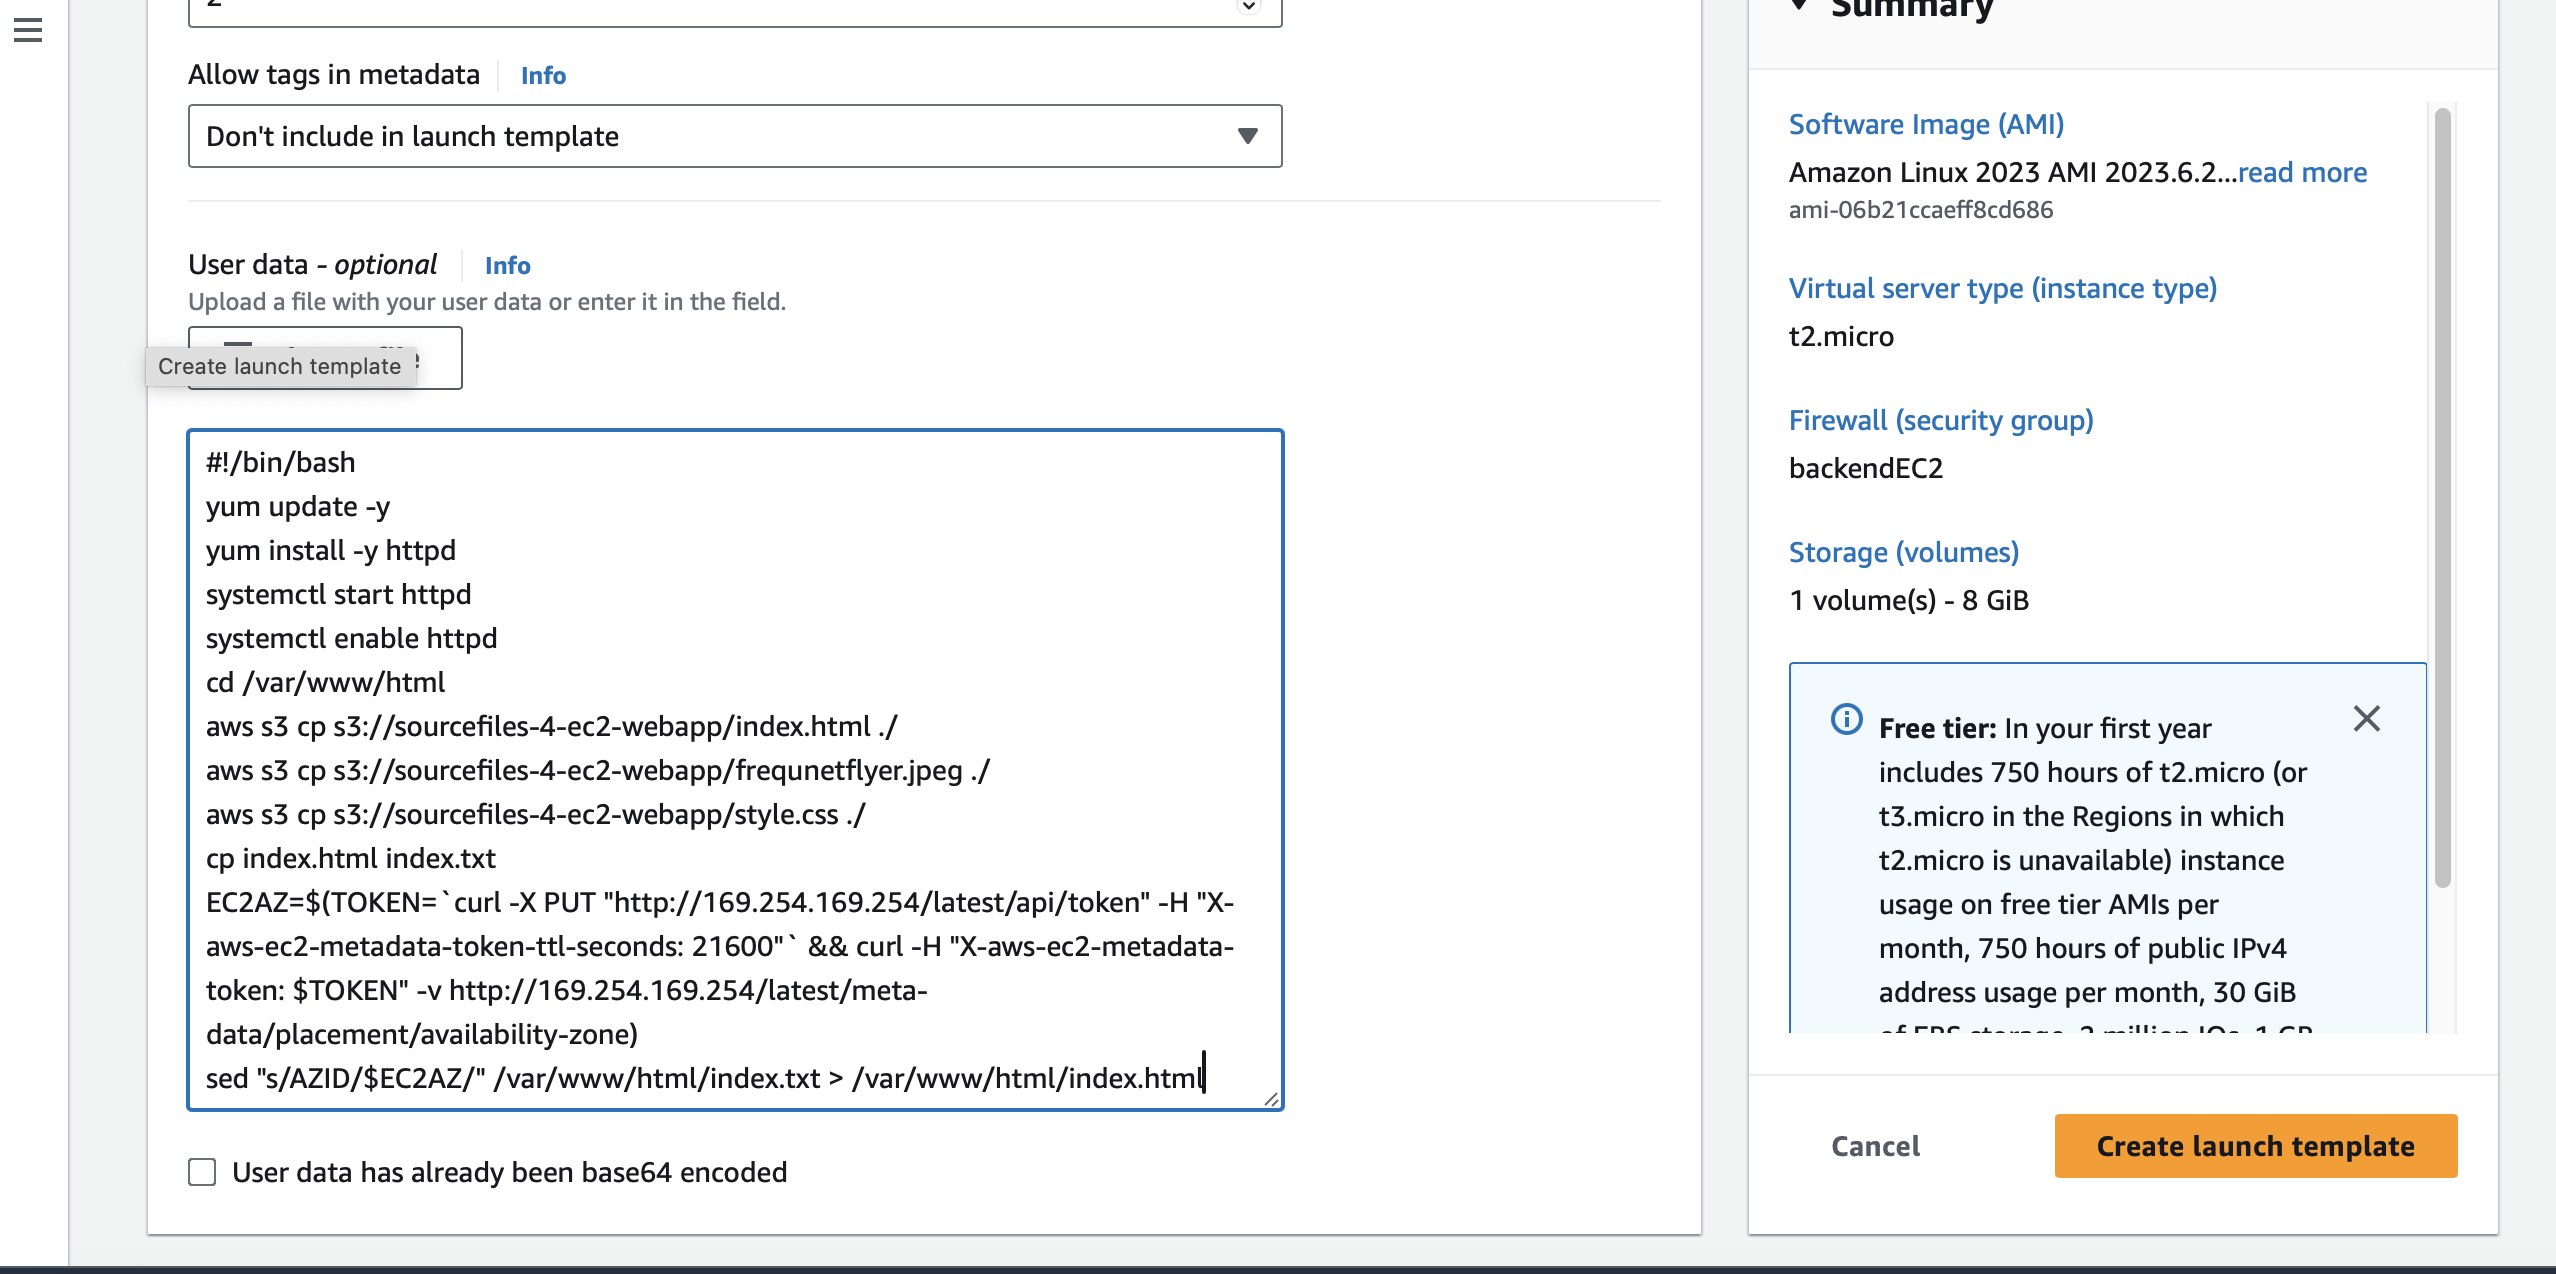 Summary
Allow tags in metadata Info
Don't include in launch template
Software Image (AMI)
Amazon Linux 2023 AMI 2023.6.2...read more
ami-06b21ccaeff8cd686
User data - optional Info
Upload a file with your user data or enter it in the field.
Create launch template
Virtual server type (instance type)
t2.micro
Firewall (security group)
backendEC2
Storage (volumes)
1 volume(s) - 8 GiB
#!/bin/bash
yum update -y
yum install -y httpd
systemctl start httpd
systemctl enable httpd
cd /var/www/html
aws s3 cp s3://sourcefiles-4-ec2-webapp/index.html ./
aws s3 cp s3://sourcefiles-4-ec2-webapp/frequnetflyer.jpeg ./
aws s3 cp s3://sourcefiles-4-ec2-webapp/style.css ./
cp index.html index.txt
EC2AZ=$(TOKEN=`curl -X PUT "http://169.254.169.254/latest/api/token" -H "X-
aws-ec2-metadata-token-ttl-seconds: 21600"` && curl -H "X-aws-ec2-metadata-
token: $TOKEN" -v http://169.254.169.254/latest/meta-
data/placement/availability-zone)
sed "s/AZID/$EC2AZ/" /var/www/html/index.txt > /var/www/html/index.html
User data has already been base64 encoded
Free tier: In your first year
includes 750 hours of t2.micro (or
t3.micro in the Regions in which
t2.micro is unavailable) instance
usage on free tier AMIs per
month, 750 hours of public IPv4
address usage per month, 30 GiB
of EBS storage, 2 million IOs, 1 GB
Cancel
Create launch template